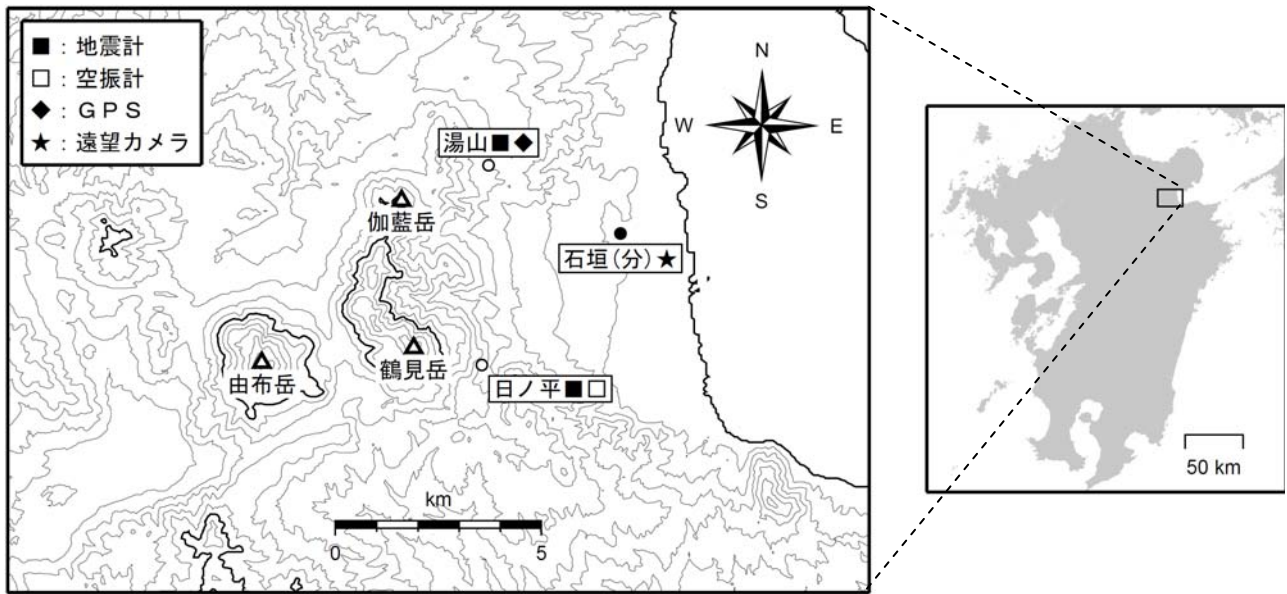 ■：地震計
□：空振計
◆：ＧＰＳ
★：遠望カメラ
N
W E
S
湯山■◆
伽藍岳
石垣（分）★
鶴見岳
由布岳
日ノ平■□
km
0 5
50 km